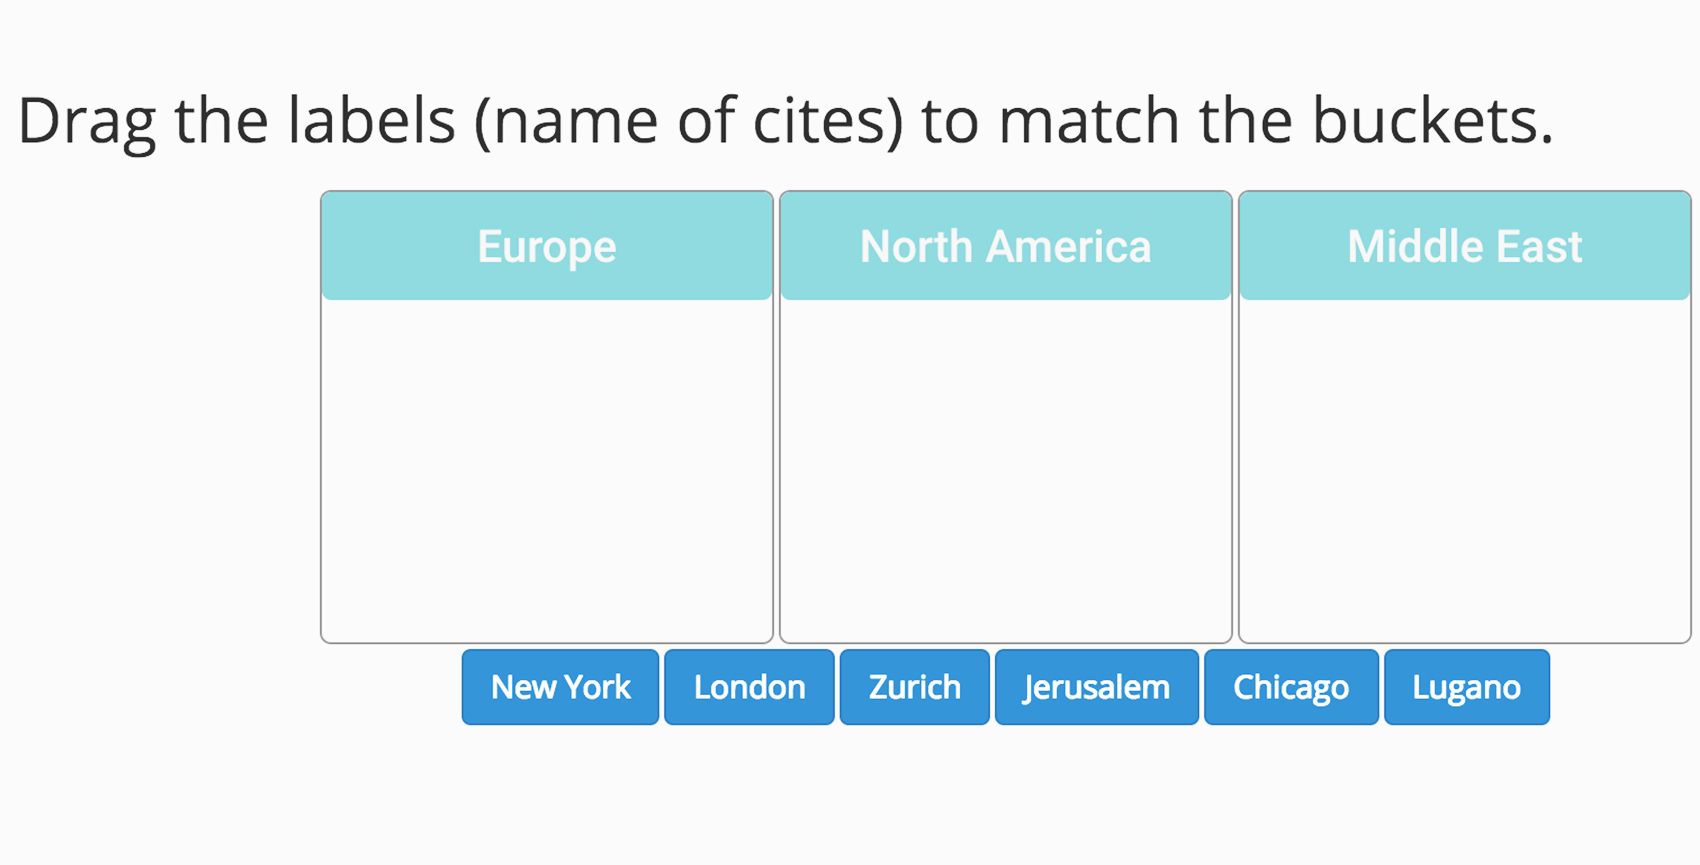 Drag the labels (name of cites) to match the buckets.
Europe
North America
Middle East
New York
London
Zurich
Jerusalem
Chicago
Lugano